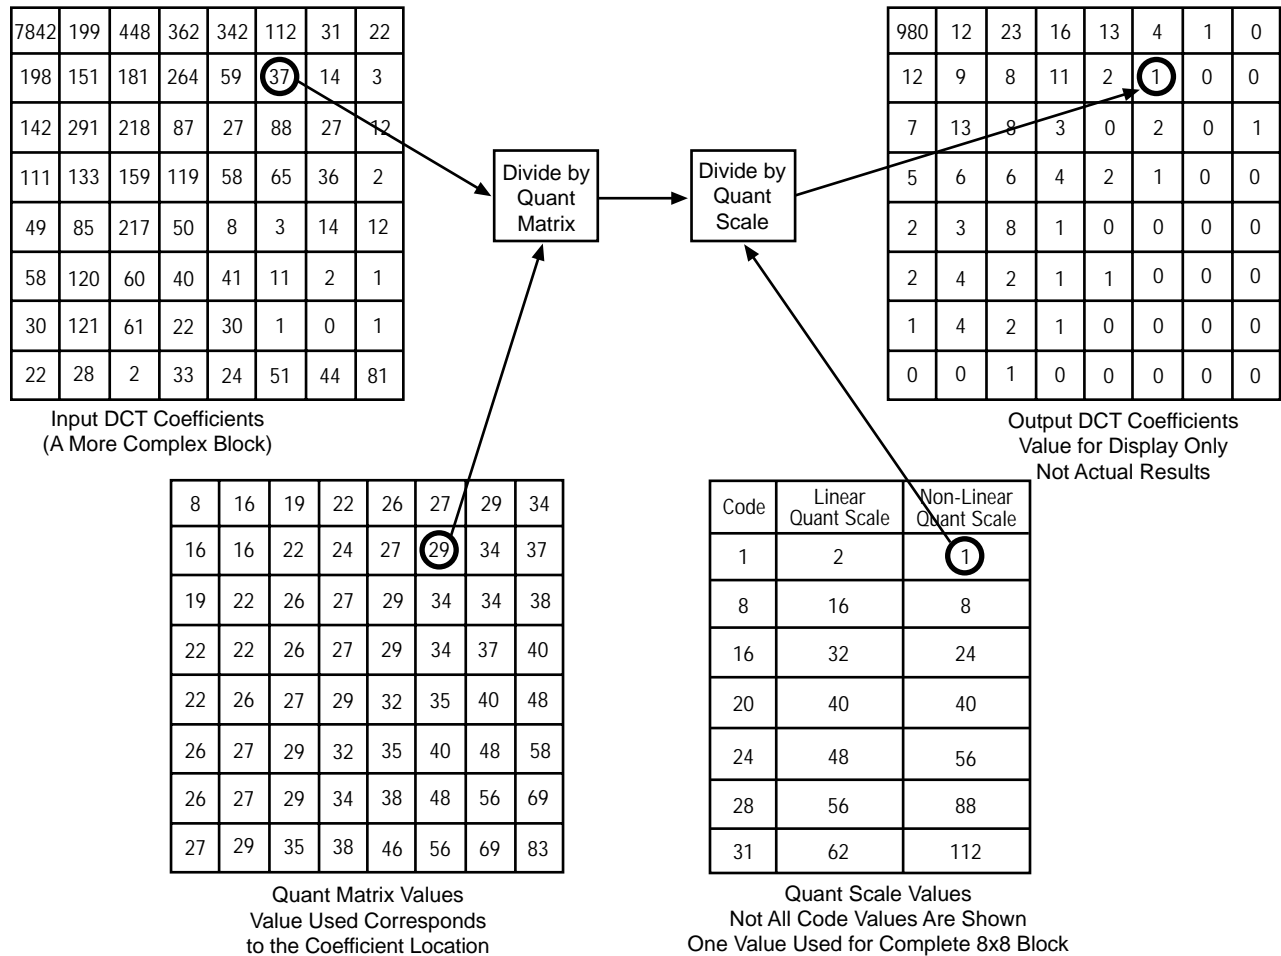 7842 199 448 362 342 112 31 22
198 151 181 264 59 37 14 3
142 291 218 87 27 88 27 12
111 133 159 119 58 65 36 2
49 85 217 50 8 3 14 12
58 120 60 40 41 11 2 1
30 121 61 22 30 1 0 1
22 28 2 33 24 51 44 81
Input DCT Coefficients
(A More Complex Block)
Divide by
Quant
Matrix
Divide by
Quant
Scale
980 12 23 16 13 4 1 0
12 9 8 11 2 1 0 0
7 13 8 3 0 2 0 1
5 6 6 4 2 1 0 0
2 3 8 1 0 0 0 0
2 4 2 1 1 0 0 0
1 4 2 1 0 0 0 0
0 0 1 0 0 0 0 0
Output DCT Coefficients
Value for Display Only
Not Actual Results
8 16 19 22 26 27 29 34
16 16 22 24 27 29 34 37
19 22 26 27 29 34 34 38
22 22 26 27 29 34 37 40
22 26 27 29 32 35 40 48
26 27 29 32 35 40 48 58
26 27 29 34 38 48 56 69
27 29 35 38 46 56 69 83
Quant Matrix Values
Value Used Corresponds
to the Coefficient Location
Code Linear Quant Scale Non-Linear Quant Scale
1 2 1
8 16 8
16 32 24
20 40 40
24 48 56
28 56 88
31 62 112
Quant Scale Values
Not All Code Values Are Shown
One Value Used for Complete 8x8 Block